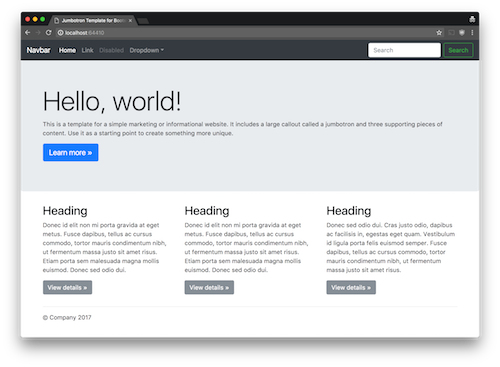 Jumbotron Template for Boots
localhost:64410
Navbar Home Link Disabled Dropdown Search Search
Hello, world!
This is a template for a simple marketing or informational website. It includes a large callout called a jumbotron and three supporting pieces of
content. Use it as a starting point to create something more unique.
Learn more »
Heading
Donec id elit non mi porta gravida at eget
metus. Fusce dapibus, tellus ac cursus
commodo, tortor mauris condimentum nibh,
ut fermentum massa justo sit amet risus.
Etiam porta sem malesuada magna mollis
euismod. Donec sed odio dui.
View details »
Heading
Donec id elit non mi porta gravida at eget
metus. Fusce dapibus, tellus ac cursus
commodo, tortor mauris condimentum nibh,
ut fermentum massa justo sit amet risus.
Etiam porta sem malesuada magna mollis
euismod. Donec sed odio dui.
View details »
Heading
Donec sed odio dui. Cras justo odio, dapibus
ac facilisis in, egestas eget quam. Vestibulum
id ligula porta felis euismod semper. Fusce
dapibus, tellus ac cursus commodo, tortor
mauris condimentum nibh, ut fermentum
massa justo sit amet risus.
View details »
© Company 2017